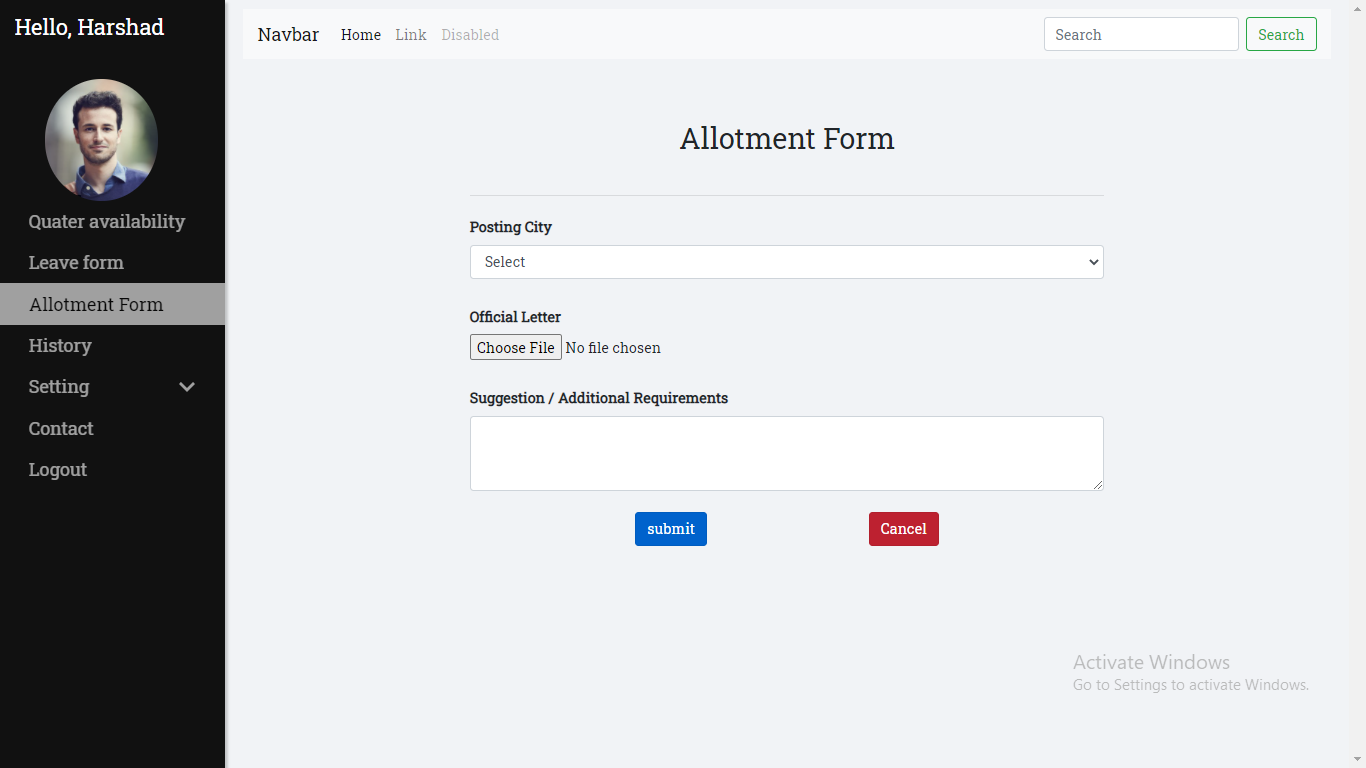 Hello, Harshad
Quater availability
Leave form
Allotment Form
History
Setting
Contact
Logout
Navbar Home Link Disabled Search Search
Allotment Form
Posting City
Select
Official Letter
Choose File No file chosen
Suggestion / Additional Requirements
submit Cancel
Activate Windows
Go to Settings to activate Windows.